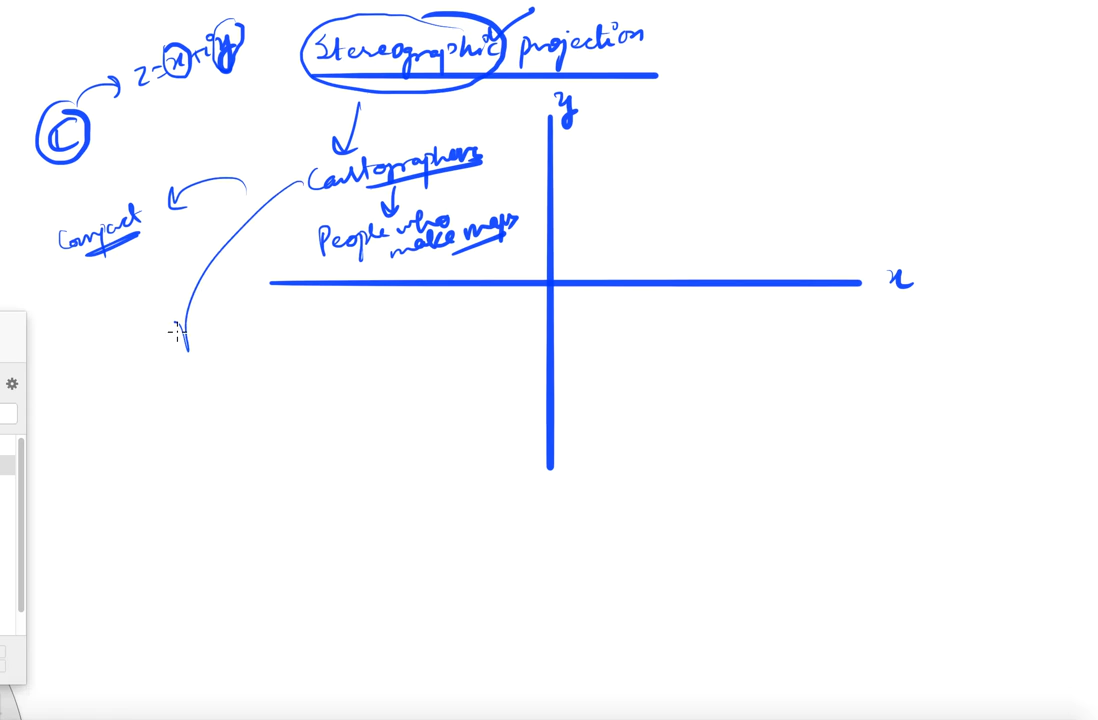 Stereographic projection
z = x + iy
C
y
Cartographers
People who
make maps
Compact
x